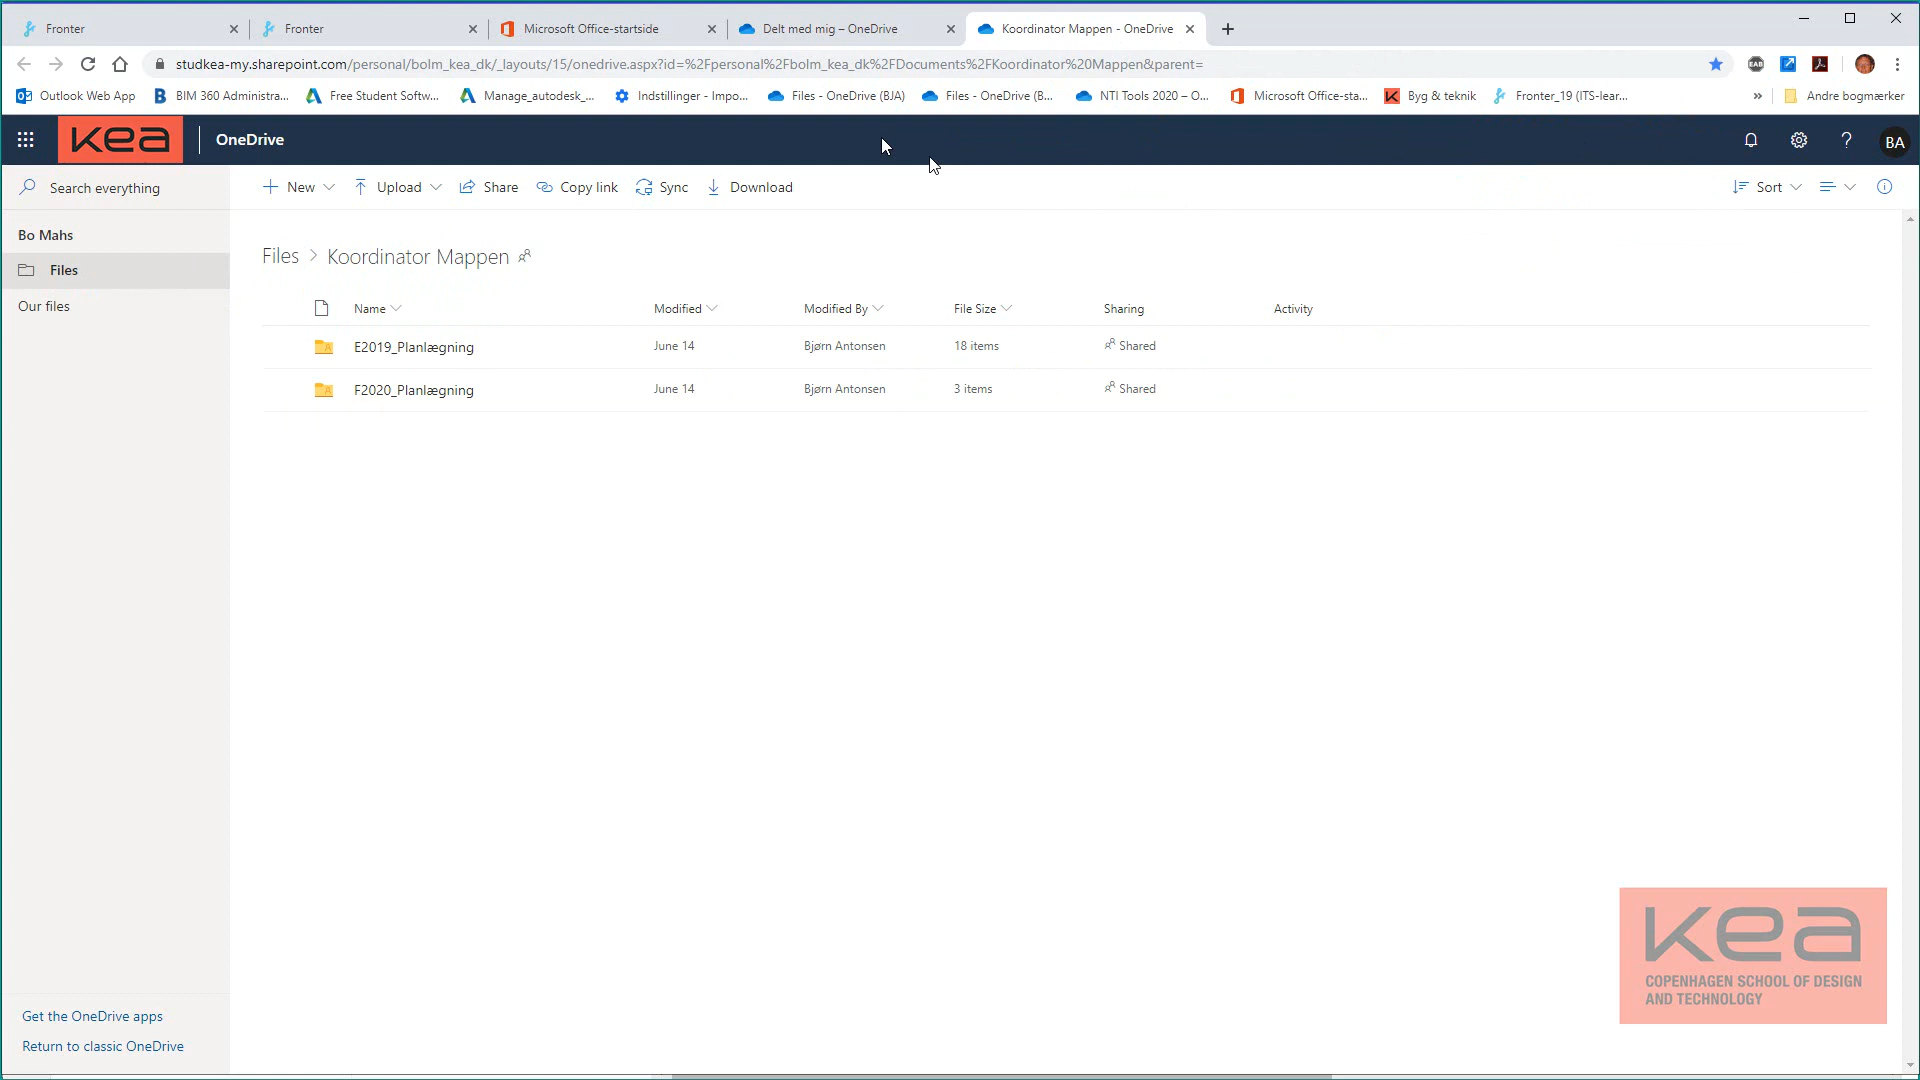 Fronter
Fronter
Microsoft Office-startside
Delt med mig – OneDrive
Koordinator Mappen - OneDrive
studkea-my.sharepoint.com/personal/bolm_kea_dk/_layouts/15/onedrive.aspx?id=%2Fpersonal%2Fbolm_kea_dk%2FDocuments%2FKoordinator%20Mappen&parent=
EAB
Outlook Web App
BIM 360 Administra...
Free Student Softw...
Manage_autodesk_...
Indstillinger - Impo...
Files - OneDrive (BJA)
Files - OneDrive (B...
NTI Tools 2020 – O...
Microsoft Office-sta...
Byg & teknik
Fronter_19 (ITS-lear...
»
Andre bogmærker
kea
OneDrive
?
BA
Search everything
New
Upload
Share
Copy link
Sync
Download
Sort
Bo Mahs
Files
Our files
Files > Koordinator Mappen
Name
Modified
Modified By
File Size
Sharing
Activity
E2019_Planlægning
June 14
Bjørn Antonsen
18 items
Shared
F2020_Planlægning
June 14
Bjørn Antonsen
3 items
Shared
Get the OneDrive apps
Return to classic OneDrive
kea
COPENHAGEN SCHOOL OF DESIGN
AND TECHNOLOGY